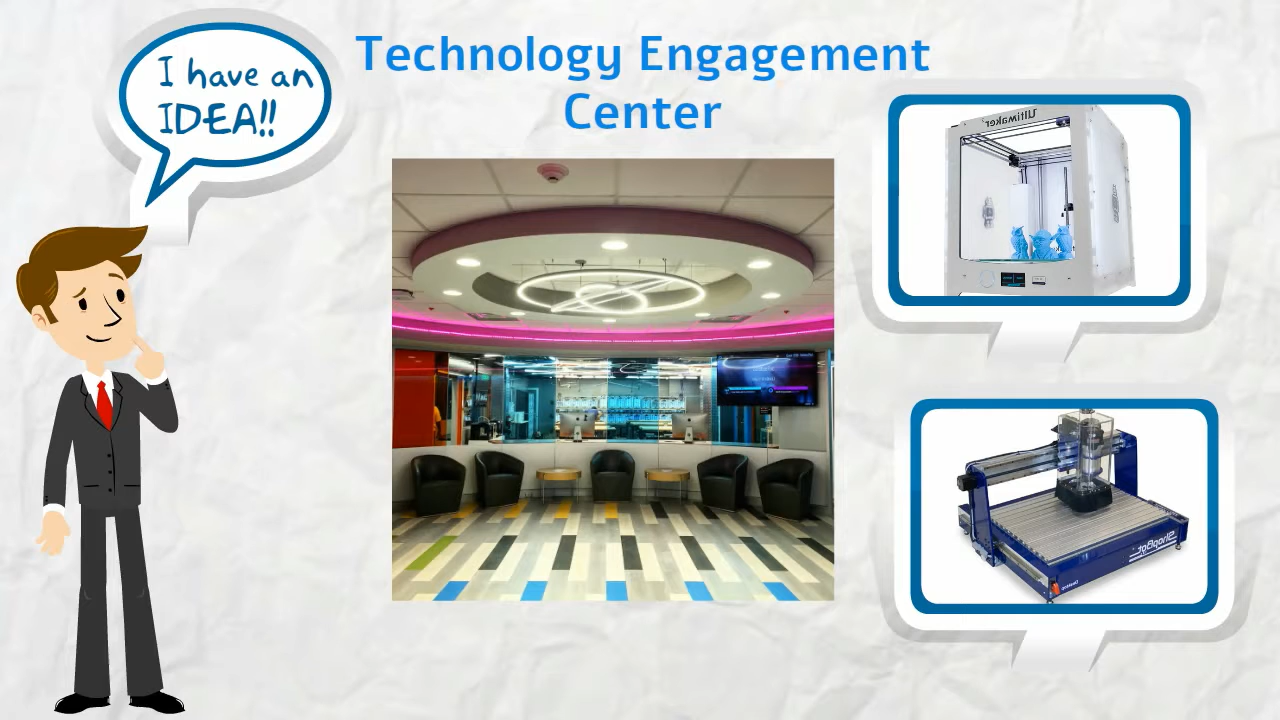 I have an
IDEA!!
Technology Engagement
Center
Ultimaker
ShopBot